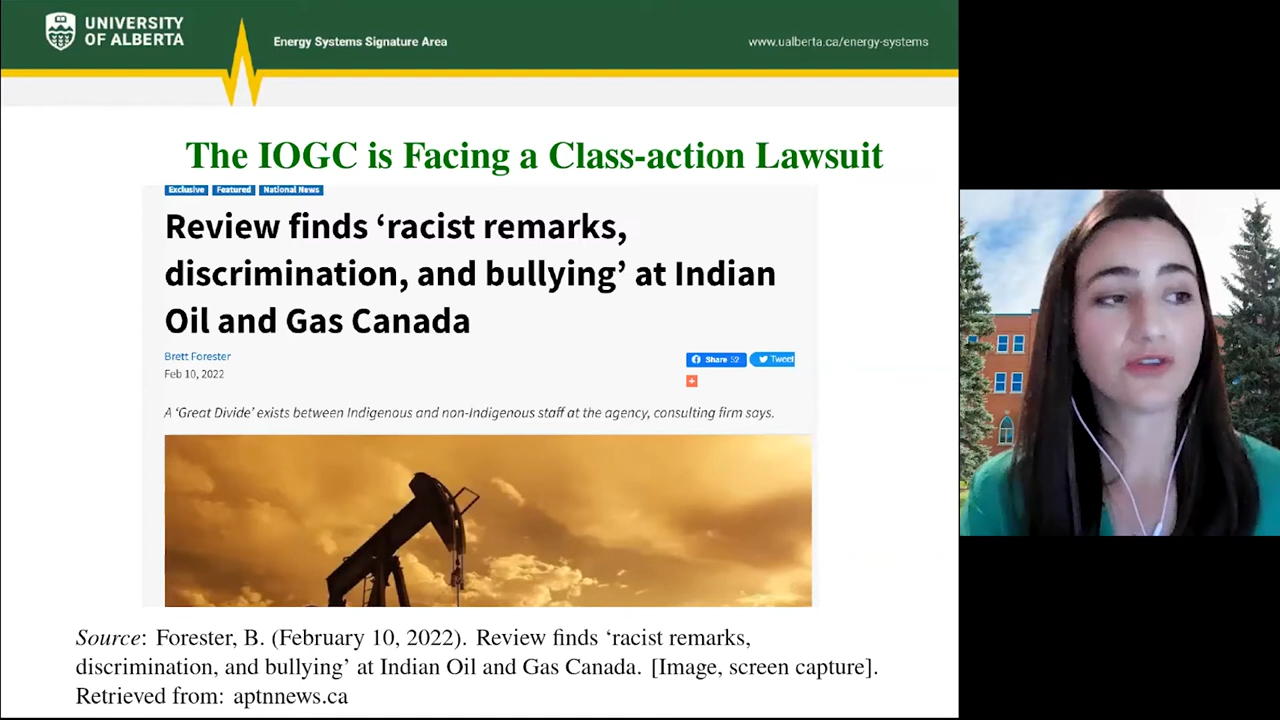 UNIVERSITY
OF ALBERTA
Energy Systems Signature Area
www.ualberta.ca/energy-systems
The IOGC is Facing a Class-action Lawsuit
Exclusive Featured National News
Review finds ‘racist remarks,
discrimination, and bullying’ at Indian
Oil and Gas Canada
Brett Forester
Feb 10, 2022
Share 52 Tweet
A ‘Great Divide’ exists between Indigenous and non-Indigenous staff at the agency, consulting firm says.
Source: Forester, B. (February 10, 2022). Review finds ‘racist remarks,
discrimination, and bullying’ at Indian Oil and Gas Canada. [Image, screen capture].
Retrieved from: aptnnews.ca